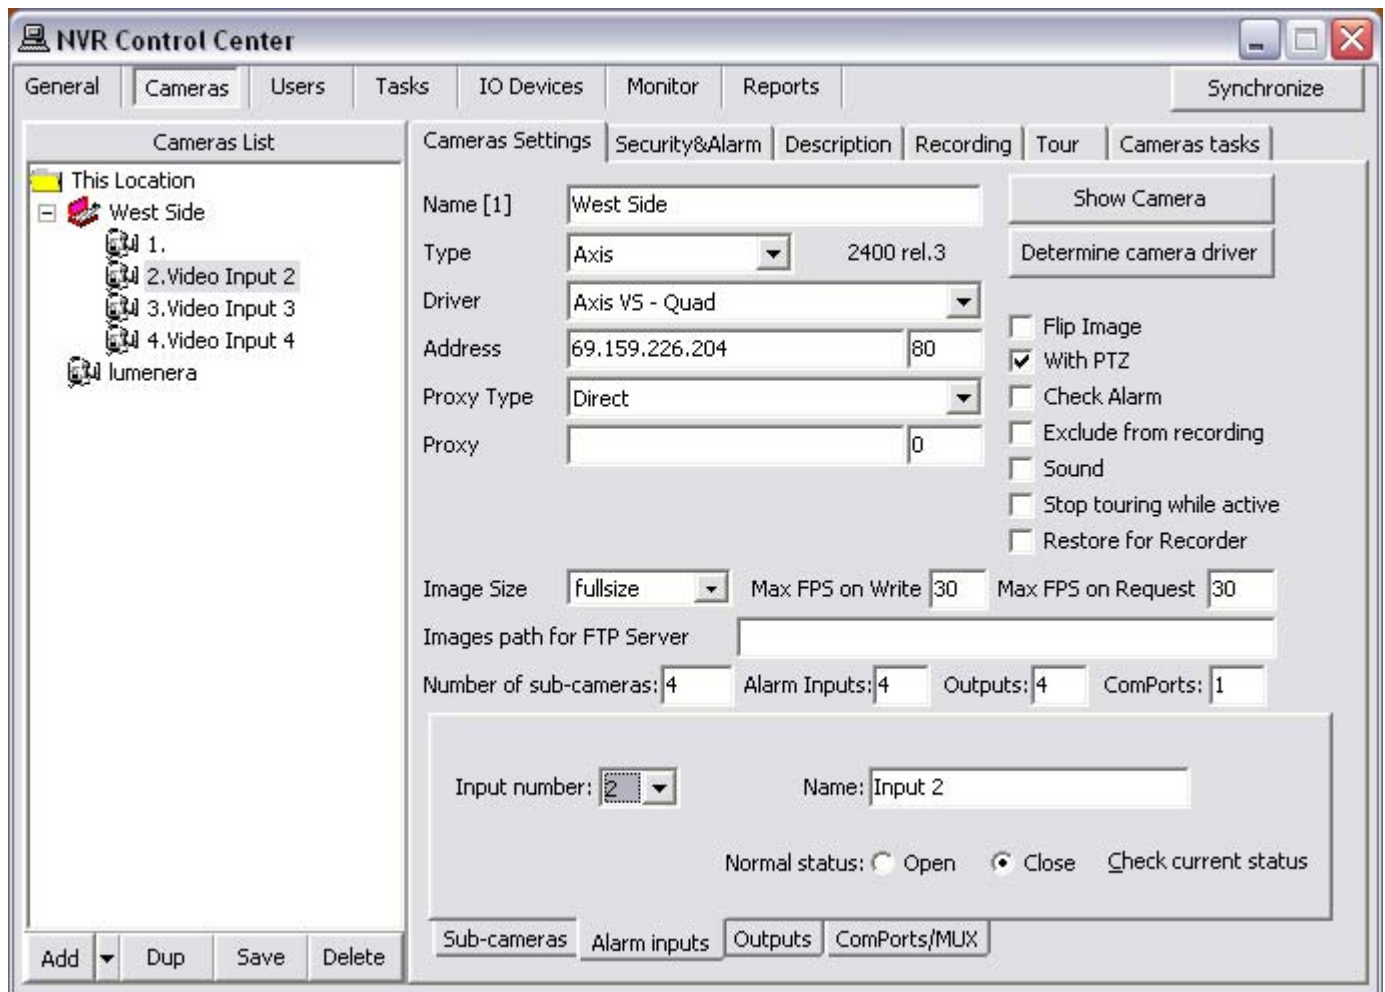 NVR Control Center
General Cameras Users Tasks IO Devices Monitor Reports Synchronize
Cameras List
This Location
West Side
1.
2.Video Input 2
3.Video Input 3
4.Video Input 4
lumenera
Add Dup Save Delete
Cameras Settings Security&Alarm Description Recording Tour Cameras tasks
Name [1] West Side Show Camera
Type Axis 2400 rel.3 Determine camera driver
Driver Axis VS - Quad
Address 69.159.226.204 80
Proxy Type Direct
Proxy 0
Flip Image
With PTZ
Check Alarm
Exclude from recording
Sound
Stop touring while active
Restore for Recorder
Image Size fullsize Max FPS on Write 30 Max FPS on Request 30
Images path for FTP Server
Number of sub-cameras: 4 Alarm Inputs: 4 Outputs: 4 ComPorts: 1
Input number: 2 Name: Input 2
Normal status: Open Close Check current status
Sub-cameras Alarm inputs Outputs ComPorts/MUX